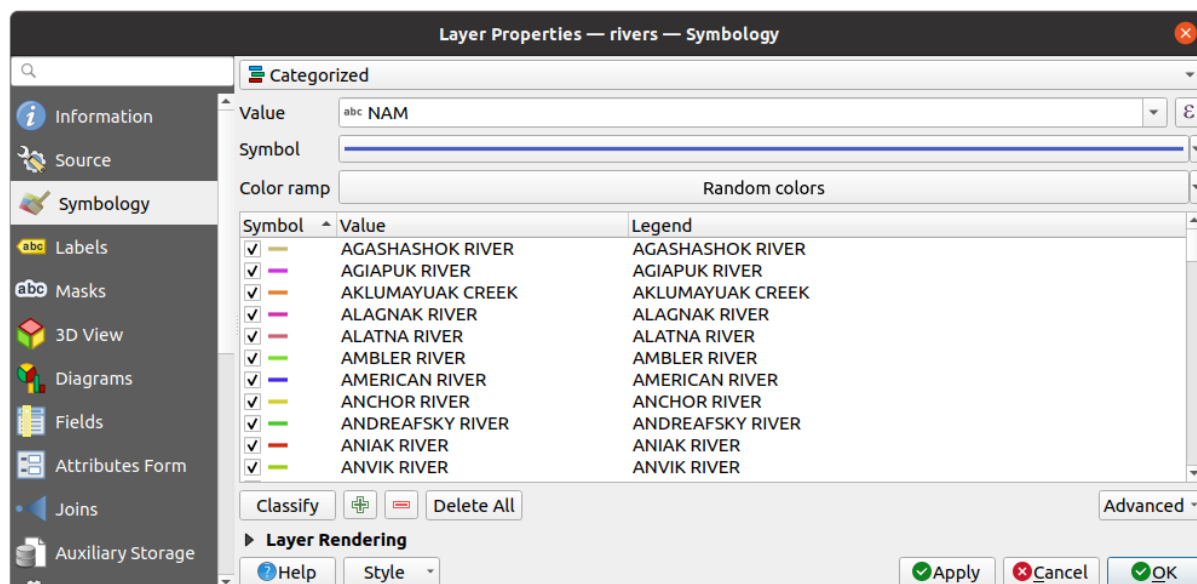 Layer Properties — rivers — Symbology
Information
Source
Symbology
abc Labels
abc Masks
3D View
Diagrams
Fields
Attributes Form
Joins
Auxiliary Storage
Categorized
Value abc NAM ε
Symbol
Color ramp Random colors
Symbol Value Legend
AGASHASHOK RIVER AGASHASHOK RIVER
AGIAPUK RIVER AGIAPUK RIVER
AKLUMAYUAK CREEK AKLUMAYUAK CREEK
ALAGNAK RIVER ALAGNAK RIVER
ALATNA RIVER ALATNA RIVER
AMBLER RIVER AMBLER RIVER
AMERICAN RIVER AMERICAN RIVER
ANCHOR RIVER ANCHOR RIVER
ANDREAFSKY RIVER ANDREAFSKY RIVER
ANIAK RIVER ANIAK RIVER
ANVIK RIVER ANVIK RIVER
Classify Delete All Advanced
Layer Rendering
Help Style Apply Cancel OK